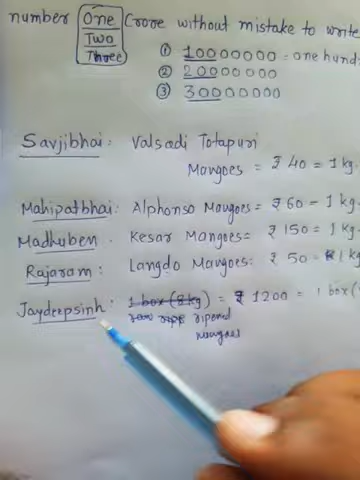 number One Crore without mistake to write
Two
Three
① 10000000 = one hund
② 20000000
③ 30000000
Savjibhai: Valsadi Totapuri
Mangoes = ₹ 40 = 1 kg.
Mahipatbhai: Alphonso Mangoes = ₹ 60 = 1 kg.
Madhuben. Kesar Mangoes = ₹ 150 = 1 kg
Rajaram: Langdo Mangoes: ₹ 50 = 1 kg
Jaydeepsinh: 1 box (8 kg) = ₹ 1200 = 1 box (
ripened
mangoes